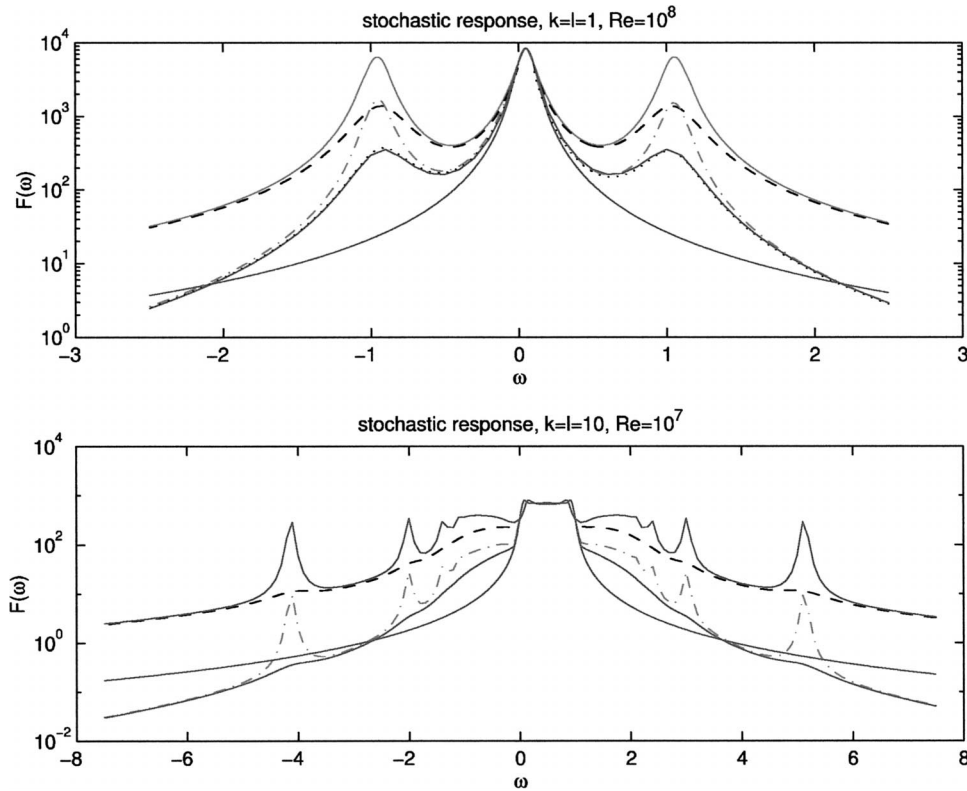 stochastic response, k=l=1, Re=10⁸
10⁴
10³
10²
10¹
10⁰
F(ω)
−3 −2 −1 0 1 2 3
ω
stochastic response, k=l=10, Re=10⁷
10⁴
10²
10⁰
10⁻²
F(ω)
−8 −6 −4 −2 0 2 4 6 8
ω